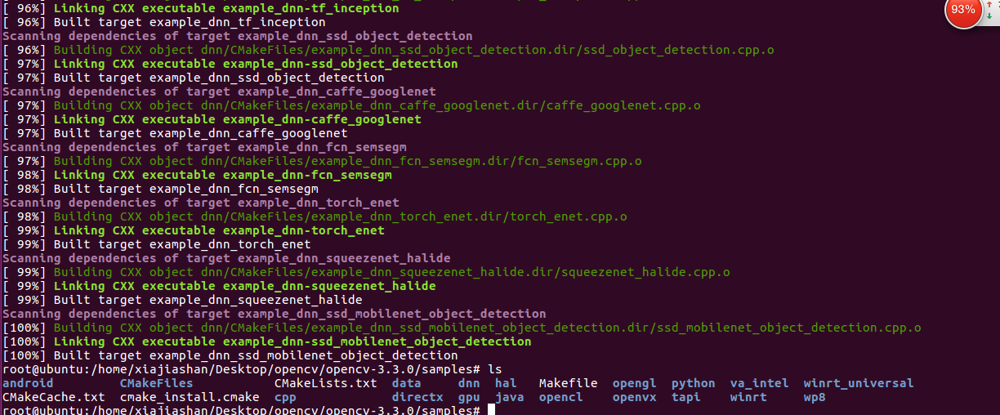 [ 96%] Linking CXX executable example_dnn-tf_inception
[ 96%] Built target example_dnn_tf_inception
Scanning dependencies of target example_dnn_ssd_object_detection
[ 96%] Building CXX object dnn/CMakeFiles/example_dnn_ssd_object_detection.dir/ssd_object_detection.cpp.o
[ 97%] Linking CXX executable example_dnn-ssd_object_detection
[ 97%] Built target example_dnn_ssd_object_detection
Scanning dependencies of target example_dnn_caffe_googlenet
[ 97%] Building CXX object dnn/CMakeFiles/example_dnn_caffe_googlenet.dir/caffe_googlenet.cpp.o
[ 97%] Linking CXX executable example_dnn-caffe_googlenet
[ 97%] Built target example_dnn_caffe_googlenet
Scanning dependencies of target example_dnn_fcn_semsegm
[ 97%] Building CXX object dnn/CMakeFiles/example_dnn_fcn_semsegm.dir/fcn_semsegm.cpp.o
[ 98%] Linking CXX executable example_dnn-fcn_semsegm
[ 98%] Built target example_dnn_fcn_semsegm
Scanning dependencies of target example_dnn_torch_enet
[ 98%] Building CXX object dnn/CMakeFiles/example_dnn_torch_enet.dir/torch_enet.cpp.o
[ 99%] Linking CXX executable example_dnn-torch_enet
[ 99%] Built target example_dnn_torch_enet
Scanning dependencies of target example_dnn_squeezenet_halide
[ 99%] Building CXX object dnn/CMakeFiles/example_dnn_squeezenet_halide.dir/squeezenet_halide.cpp.o
[ 99%] Linking CXX executable example_dnn-squeezenet_halide
[ 99%] Built target example_dnn_squeezenet_halide
Scanning dependencies of target example_dnn_ssd_mobilenet_object_detection
[100%] Building CXX object dnn/CMakeFiles/example_dnn_ssd_mobilenet_object_detection.dir/ssd_mobilenet_object_detection.cpp.o
[100%] Linking CXX executable example_dnn-ssd_mobilenet_object_detection
[100%] Built target example_dnn_ssd_mobilenet_object_detection
root@ubuntu:/home/xiajiashan/Desktop/opencv/opencv-3.3.0/samples# ls
android CMakeFiles CMakeLists.txt data dnn hal Makefile opengl python va_intel winrt_universal
CMakeCache.txt cmake_install.cmake cpp directx gpu java opencl openvx tapi winrt wp8
root@ubuntu:/home/xiajiashan/Desktop/opencv/opencv-3.3.0/samples#
93%